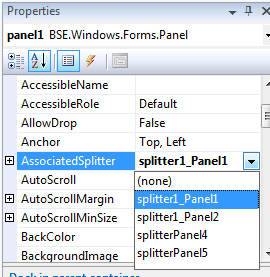 Properties
panel1 BSE.Windows.Forms.Panel
AccessibleName
AccessibleRole Default
AllowDrop False
Anchor Top, Left
AssociatedSplitter splitter1_Panel1
AutoScroll (none)
AutoScrollMargin splitter1_Panel1
AutoScrollMinSize splitter1_Panel2
BackColor splitterPanel4
BackgroundImage splitterPanel5
Dock in parent container